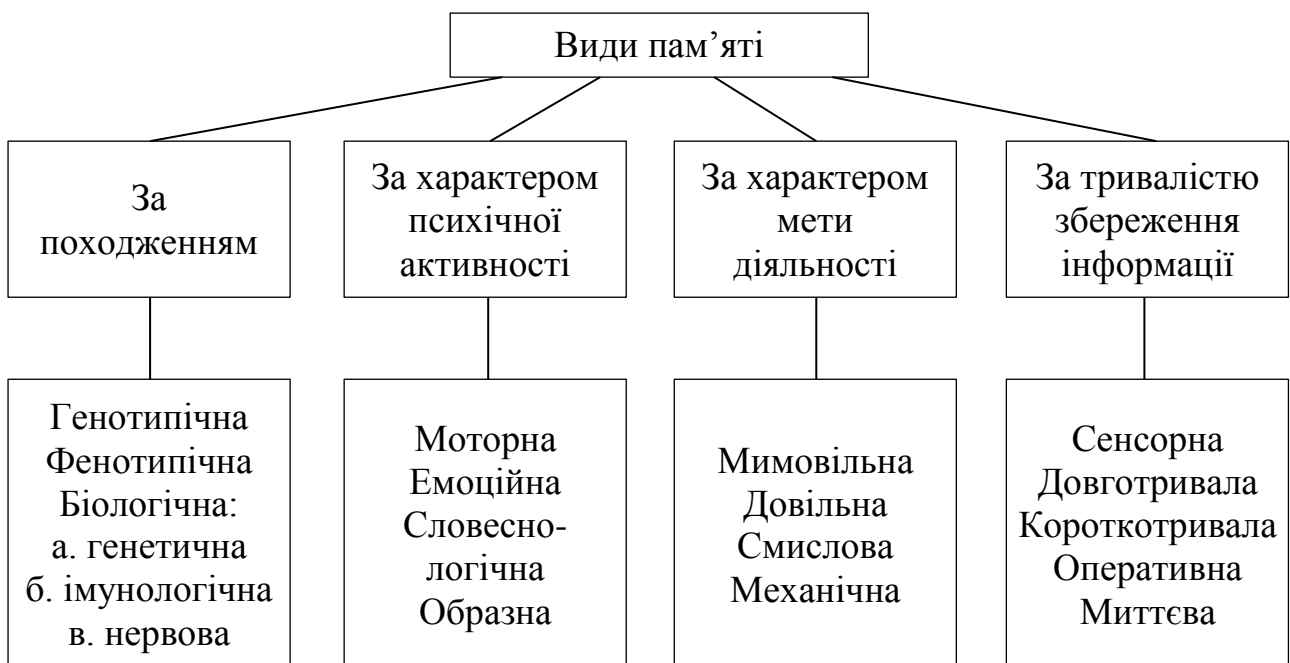 Види пам’яті
За
походженням
За характером
психічної
активності
За характером
мети
діяльності
За тривалістю
збереження
інформації
Генотипічна
Фенотипічна
Біологічна:
а. генетична
б. імунологічна
в. нервова
Моторна
Емоційна
Словесно-
логічна
Образна
Мимовільна
Довільна
Смислова
Механічна
Сенсорна
Довготривала
Короткотривала
Оперативна
Миттєва